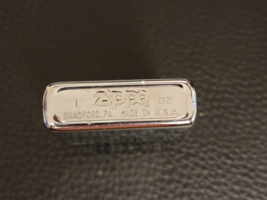 I zippo 02
BRADFORD, PA. MADE IN U.S.A.